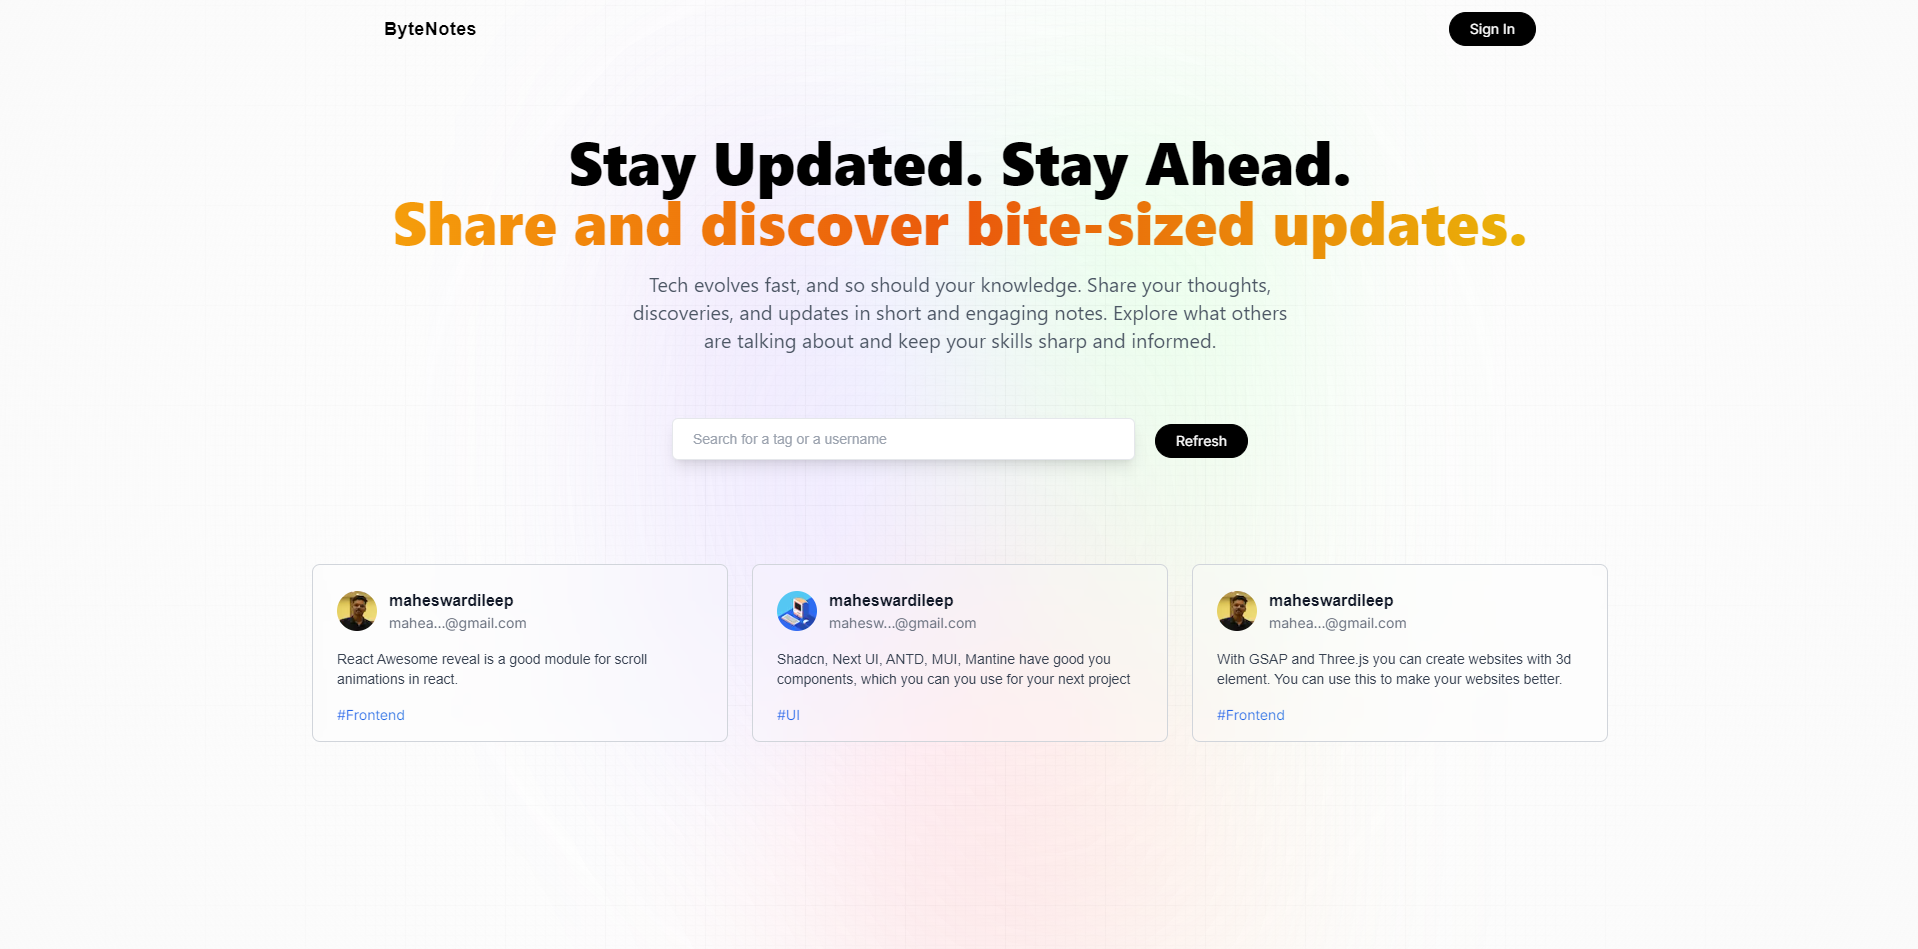 ByteNotes
Sign In
Stay Updated. Stay Ahead.
Share and discover bite-sized updates.
Tech evolves fast, and so should your knowledge. Share your thoughts,
discoveries, and updates in short and engaging notes. Explore what others
are talking about and keep your skills sharp and informed.
Search for a tag or a username
Refresh
maheswardileep
mahea...@gmail.com
React Awesome reveal is a good module for scroll
animations in react.
#Frontend
maheswardileep
mahesw...@gmail.com
Shadcn, Next UI, ANTD, MUI, Mantine have good you
components, which you can you use for your next project
#UI
maheswardileep
mahea...@gmail.com
With GSAP and Three.js you can create websites with 3d
element. You can use this to make your websites better.
#Frontend